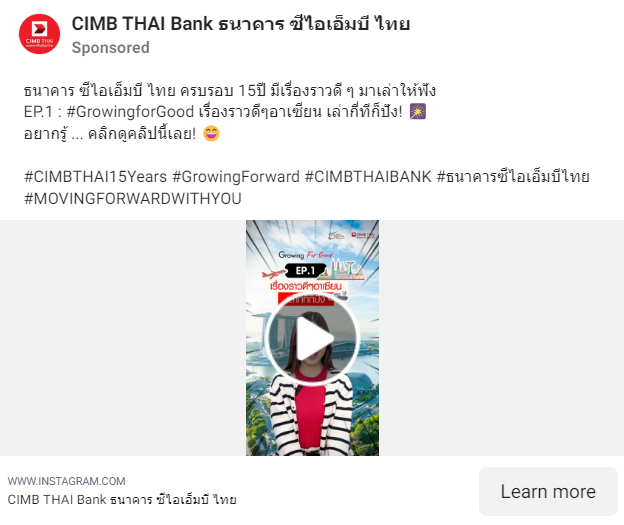 CIMB THAI Bank ธนาคาร ซีไอเอ็มบี ไทย
Sponsored
ธนาคาร ซีไอเอ็มบี ไทย ครบรอบ 15ปี มีเรื่องราวดี ๆ มาเล่าให้ฟัง
EP.1 : #GrowingforGood เรื่องราวดีๆอาเซียน เล่ากี่ทีก็ปัง! 🎆
อยากรู้ ... คลิกดูคลิปนี้เลย! 😄
#CIMBTHAI15Years #GrowingForward #CIMBTHAIBANK #ธนาคารซีไอเอ็มบีไทย
#MOVINGFORWARDWITHYOU
CIMB THAI
Growing For Good
EP.1
เรื่องราวดีๆอาเซียน
WWW.INSTAGRAM.COM
CIMB THAI Bank ธนาคาร ซีไอเอ็มบี ไทย
Learn more